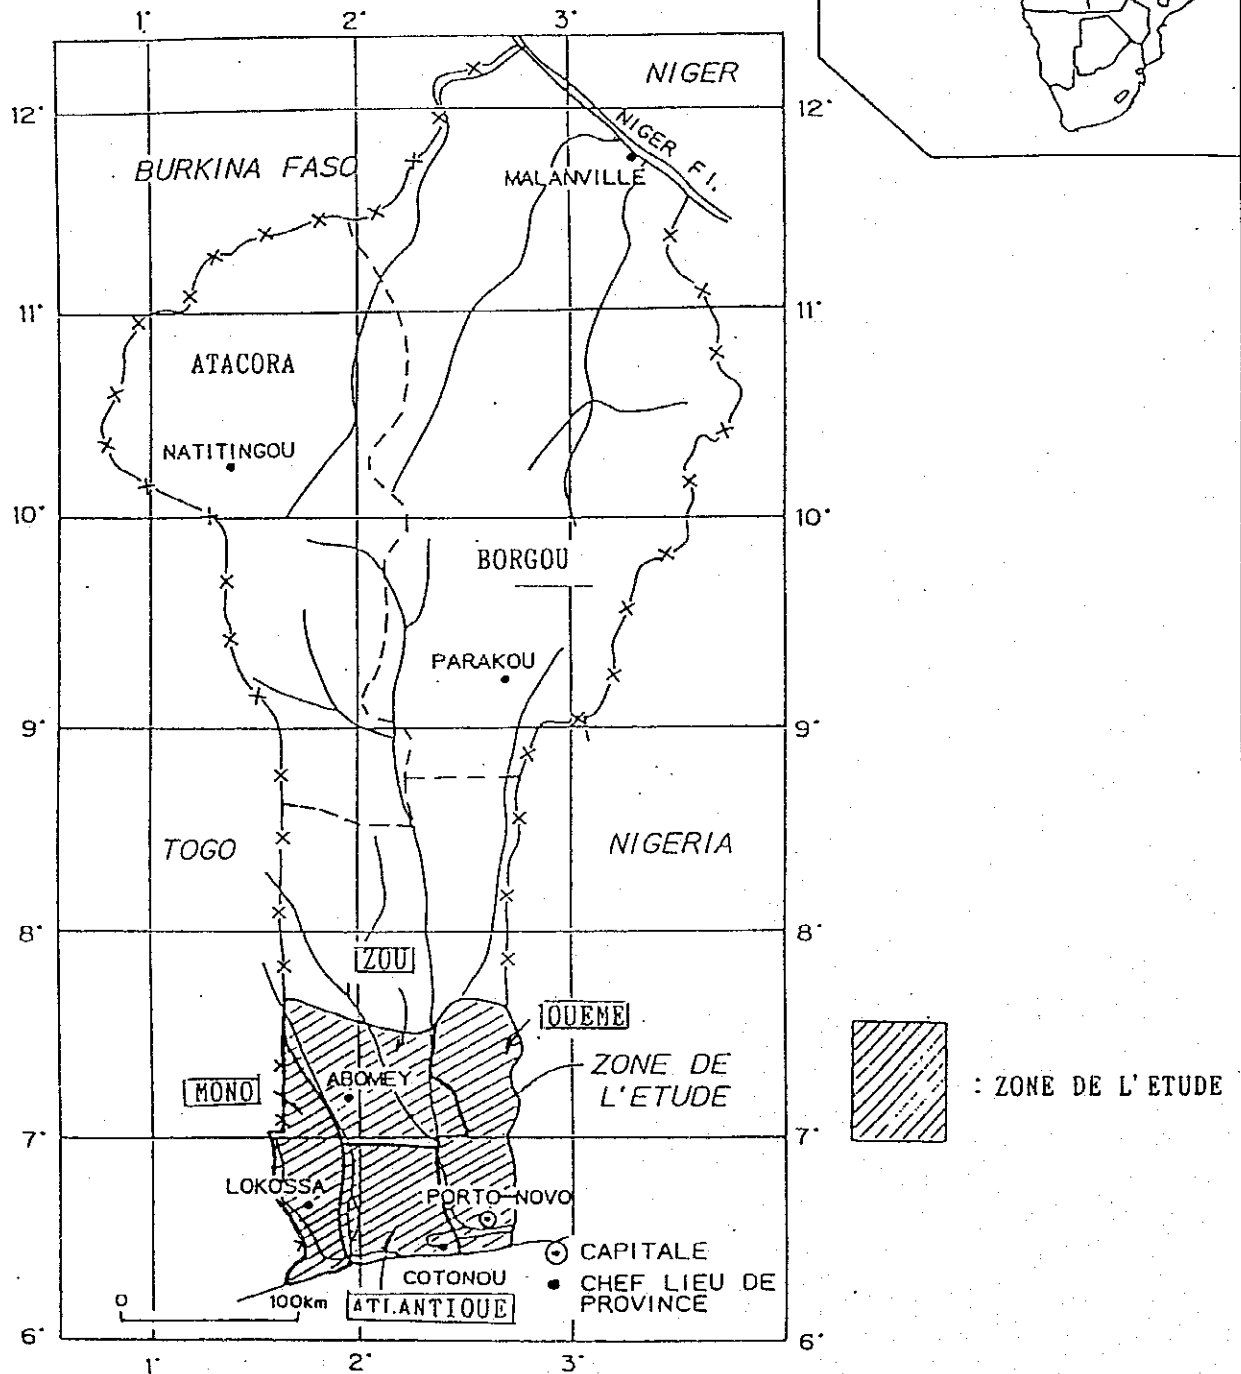 1° 2° 3°
NIGER
12° 12°
NIGER FI.
BURKINA FASO
MALANVILLE
11° 11°
ATACORA
NATITINGOU
10° 10°
BORGOU
PARAKOU
9° 9°
TOGO
NIGERIA
8° 8°
ZOU
OUEME
ZONE DE
L'ETUDE
ABOMEY
MONO
: ZONE DE L'ETUDE
7° 7°
LOKOSSA
PORTO-NOVO
CAPITALE
COTONOU
CHEF LIEU DE
PROVINCE
0 100km
ATLANTIQUE
6° 6°
1° 2° 3°